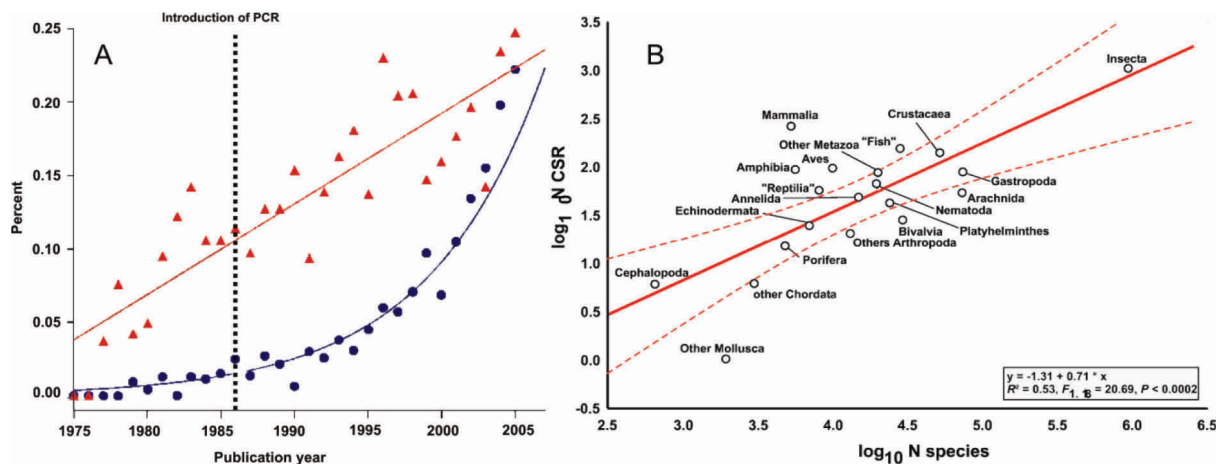 Introduction of PCR
A
Percent
0.25
0.20
0.15
0.10
0.05
0.00
1975 1980 1985 1990 1995 2000 2005
Publication year
B
log10N CSR
3.5
3.0
2.5
2.0
1.5
1.0
0.5
0.0
-0.5
Insecta
Mammalia
Crustacaea
Other Metazoa "Fish"
Amphibia Aves
Gastropoda
"Reptilia" Arachnida
Annelida Nematoda
Echinodermata Platyhelminthes
Bivalvia
Others Arthropoda
Porifera
Cephalopoda
other Chordata
Other Mollusca
y = -1.31 + 0.71 * x
R² = 0.53, F1, 18 = 20.69, P < 0.0002
2.5 3.0 3.5 4.0 4.5 5.0 5.5 6.0 6.5
log10 N species